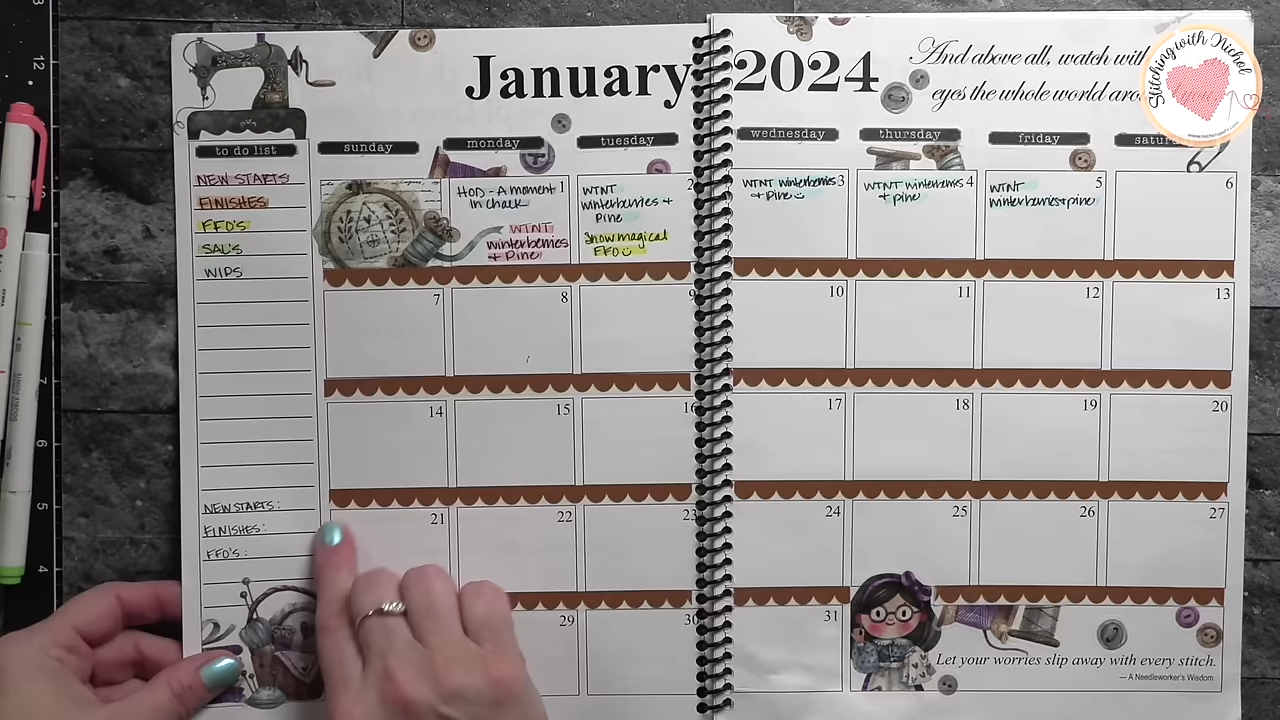 January 2024
And above all, watch with
eyes the whole world
Stitching with Nichol
to do list
sunday
monday
tuesday
wednesday
thursday
friday
NEW STARTS
FINISHES
FFO'S
SAL'S
WIPS
HOD - A moment 1
in chalk
WTNT
winterberries
+ Pine
2
WTNT
winterberries +
Pine
Snow magical
FFO
WTNT winterberries 3
+ Pine
WTNT winterberries 4
+ pine
5
WTNT
winterberries + pine
6
7
8
9
10
11
12
13
14
15
16
17
18
19
20
NEW STARTS:
FINISHES:
FFO'S:
21
22
23
24
25
26
27
29
30
31
Let your worries slip away with every stitch.
— A Needleworker's Wisdom
12
7
6
5
4